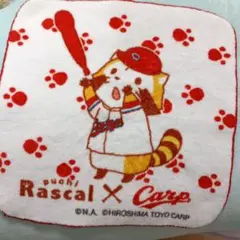 puchi
Rascal × Carp
©N.A. ©HIROSHIMA TOYO CARP